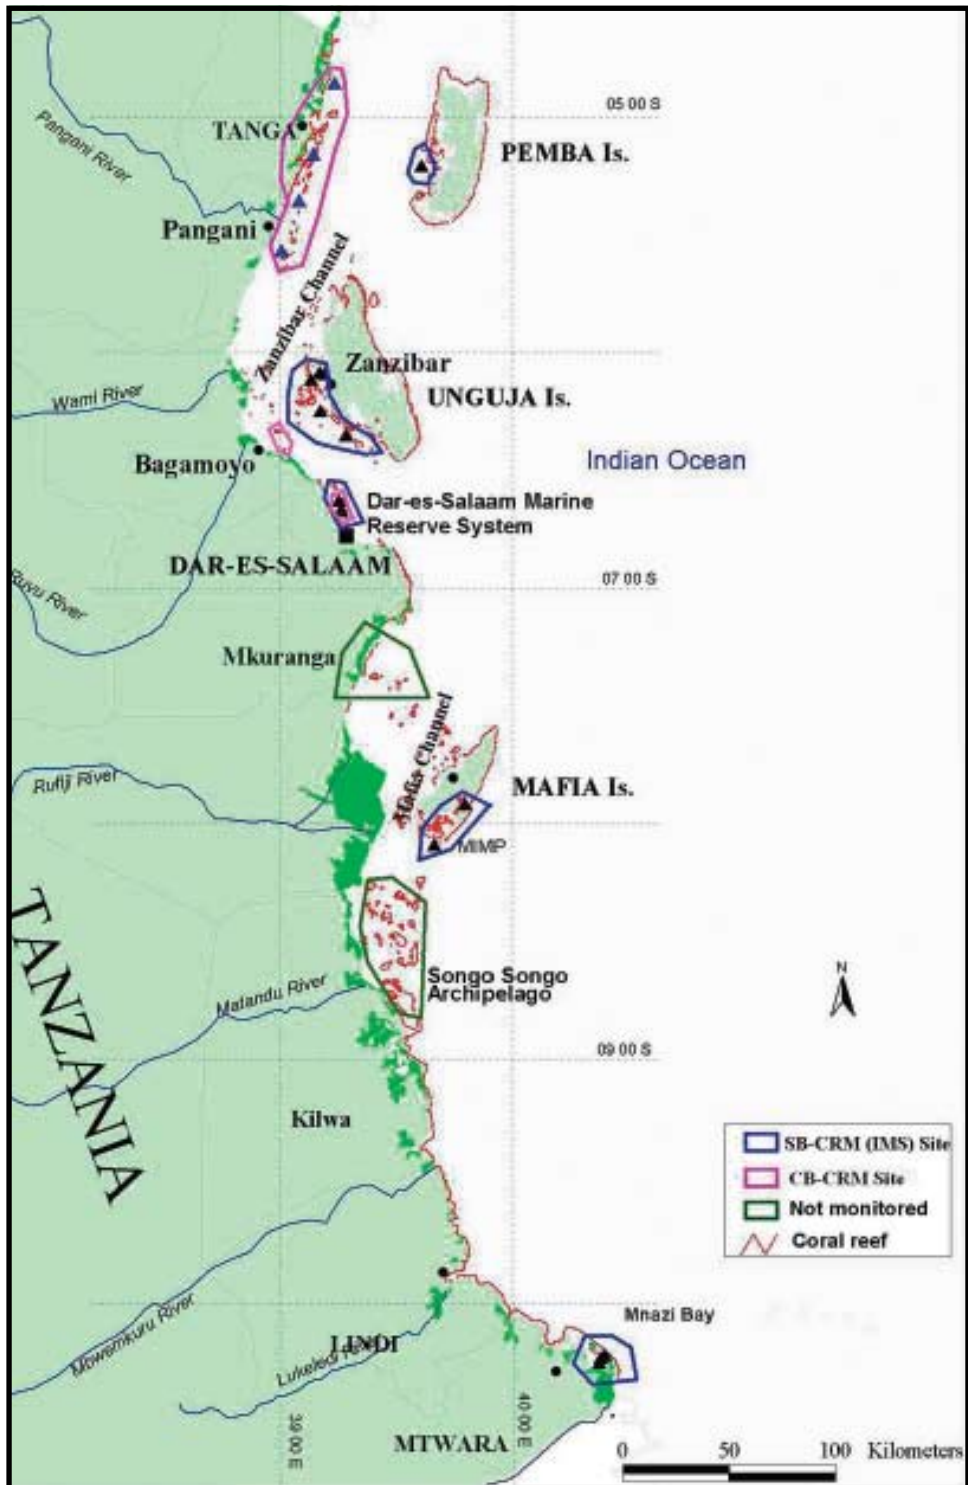 05 00 S
TANGA
PEMBA Is.
Pangani River
Pangani
Zanzibar Channel
Zanzibar
UNGUJA Is.
Wami River
Bagamoyo
Indian Ocean
Dar-es-Salaam Marine
Reserve System
DAR-ES-SALAAM
07 00 S
Ruvu River
Mkuranga
Mafia Channel
Rufiji River
MAFIA Is.
MIMP
TANZANIA
Songo Songo
Archipelago
Matandu River
N
09 00 S
Kilwa
SB-CRM (IMS) Site
CB-CRM Site
Not monitored
Coral reef
Mbwemkuru River
Mnazi Bay
LINDI
Lukeledi
39 00 E
40 00 E
MTWARA
0 50 100 Kilometers